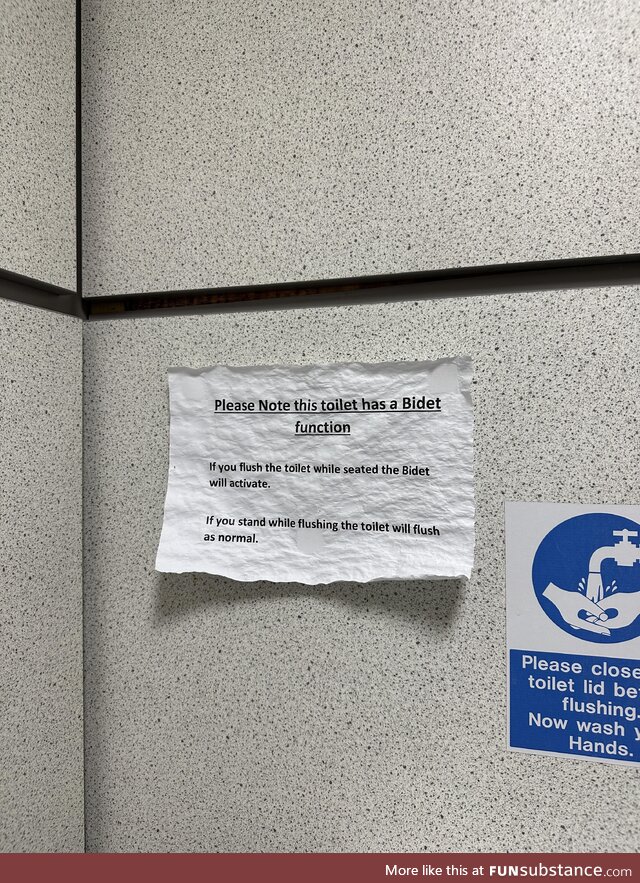 Please Note this toilet has a Bidet
function
If you flush the toilet while seated the Bidet
will activate.
If you stand while flushing the toilet will flush
as normal.
Please close
toilet lid be
flushing.
Now wash y
Hands.
More like this at FUNsubstance.com